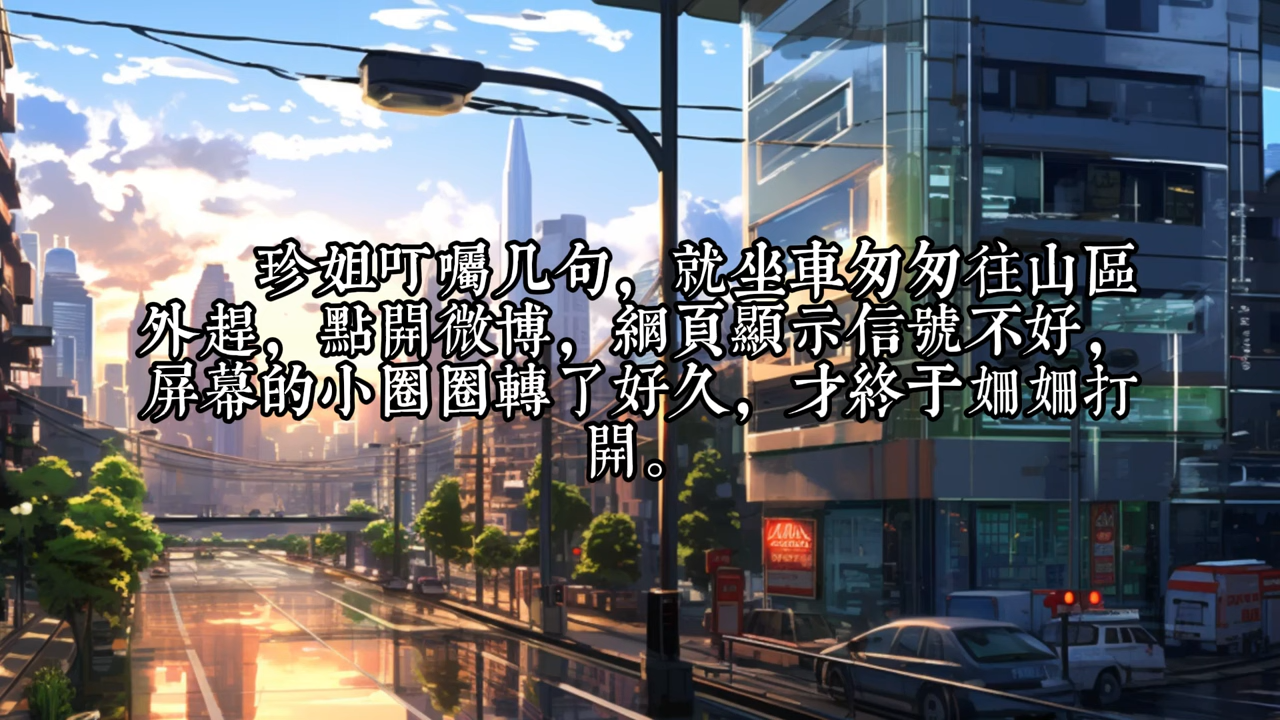 珍姐叮囑几句，就坐車匆匆往山區
外趕，點開微博，網頁顯示信號不好，
屏幕的小圈圈轉了好久，才終于姍姍打
開。